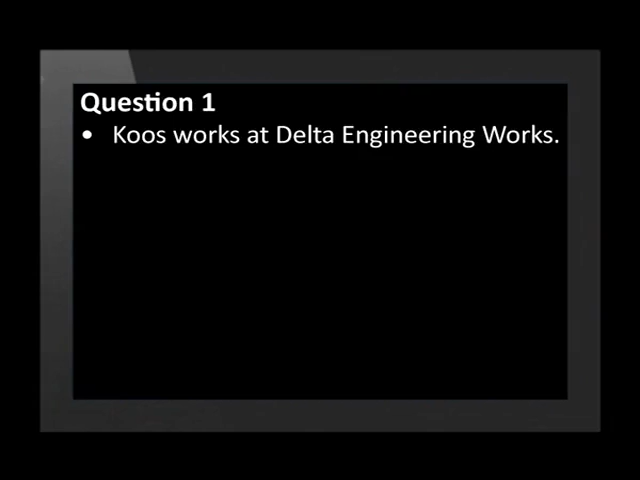 Question 1
• Koos works at Delta Engineering Works.